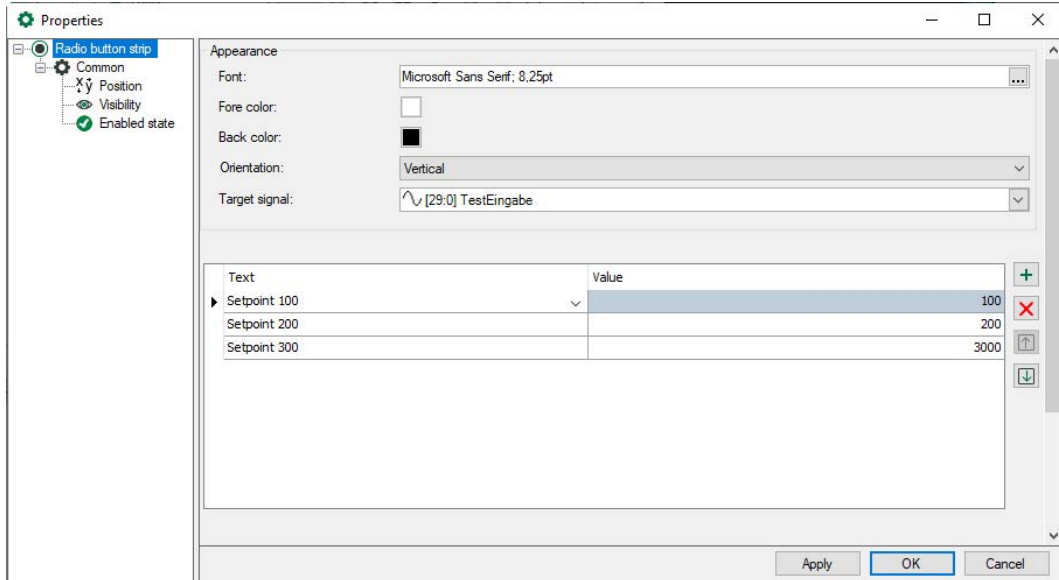 Properties
Radio button strip
Common
Position
Visibility
Enabled state
Appearance
Font: Microsoft Sans Serif; 8,25pt ...
Fore color:
Back color:
Orientation: Vertical
Target signal: [29:0] TestEingabe
Text Value
Setpoint 100 100
Setpoint 200 200
Setpoint 300 3000
Apply OK Cancel